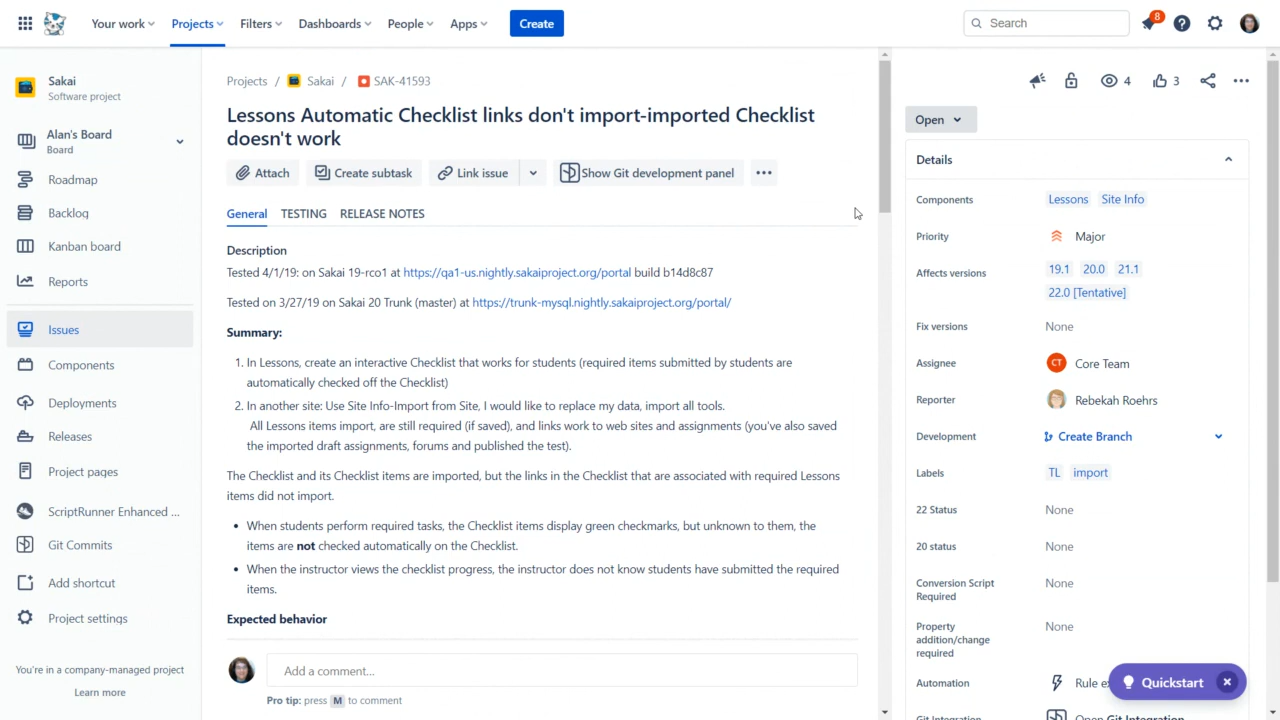 Your work
Projects
Filters
Dashboards
People
Apps
Create
Search
8
Sakai
Software project
Alan's Board
Board
Roadmap
Backlog
Kanban board
Reports
Issues
Components
Deployments
Releases
Project pages
ScriptRunner Enhanced ...
Git Commits
Add shortcut
Project settings
You're in a company-managed project
Learn more
Projects / Sakai / SAK-41593
Lessons Automatic Checklist links don't import-imported Checklist
doesn't work
Attach
Create subtask
Link issue
Show Git development panel
General TESTING RELEASE NOTES
Description
Tested 4/1/19: on Sakai 19-rco1 at https://qa1-us.nightly.sakaiproject.org/portal build b14d8c87
Tested on 3/27/19 on Sakai 20 Trunk (master) at https://trunk-mysql.nightly.sakaiproject.org/portal/
Summary:
1. In Lessons, create an interactive Checklist that works for students (required items submitted by students are
automatically checked off the Checklist)
2. In another site: Use Site Info-Import from Site, I would like to replace my data, import all tools.
All Lessons items import, are still required (if saved), and links work to web sites and assignments (you've also saved
the imported draft assignments, forums and published the test).
The Checklist and its Checklist items are imported, but the links in the Checklist that are associated with required Lessons
items did not import.
• When students perform required tasks, the Checklist items display green checkmarks, but unknown to them, the
items are not checked automatically on the Checklist.
• When the instructor views the checklist progress, the instructor does not know students have submitted the required
items.
Expected behavior
Add a comment...
Pro tip: press M to comment
4
3
Open
Details
Components Lessons Site Info
Priority Major
Affects versions 19.1 20.0 21.1
22.0 [Tentative]
Fix versions None
Assignee CT Core Team
Reporter Rebekah Roehrs
Development Create Branch
Labels TL import
22 Status None
20 status None
Conversion Script
Required
None
Property
addition/change
required
None
Automation Rule
Quickstart
Open Git Integration